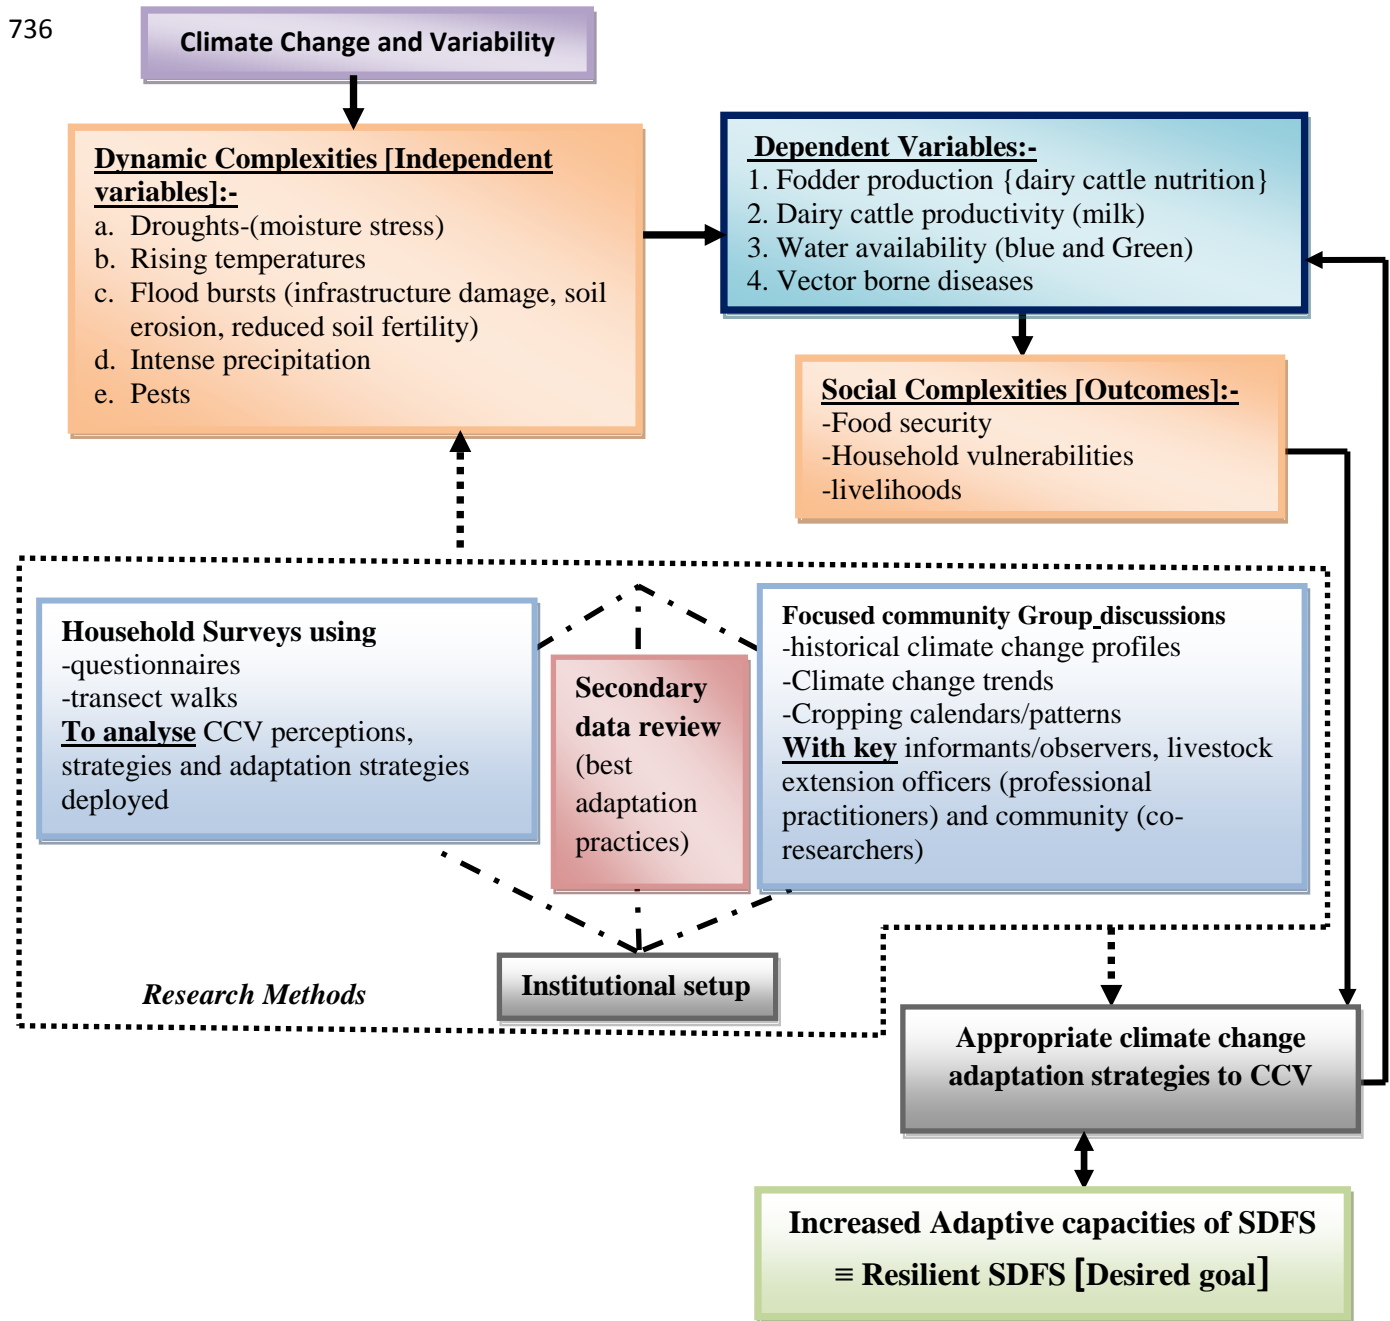 736
Climate Change and Variability
Dynamic Complexities [Independent
variables]:-
a. Droughts-(moisture stress)
b. Rising temperatures
c. Flood bursts (infrastructure damage, soil
erosion, reduced soil fertility)
d. Intense precipitation
e. Pests
Dependent Variables:-
1. Fodder production {dairy cattle nutrition}
2. Dairy cattle productivity (milk)
3. Water availability (blue and Green)
4. Vector borne diseases
Social Complexities [Outcomes]:-
-Food security
-Household vulnerabilities
-livelihoods
Household Surveys using
-questionnaires
-transect walks
To analyse CCV perceptions,
strategies and adaptation strategies
deployed
Secondary
data review
(best
adaptation
practices)
Focused community Group discussions
-historical climate change profiles
-Climate change trends
-Cropping calendars/patterns
With key informants/observers, livestock
extension officers (professional
practitioners) and community (co-
researchers)
Institutional setup
Research Methods
Appropriate climate change
adaptation strategies to CCV
Increased Adaptive capacities of SDFS
≡ Resilient SDFS [Desired goal]